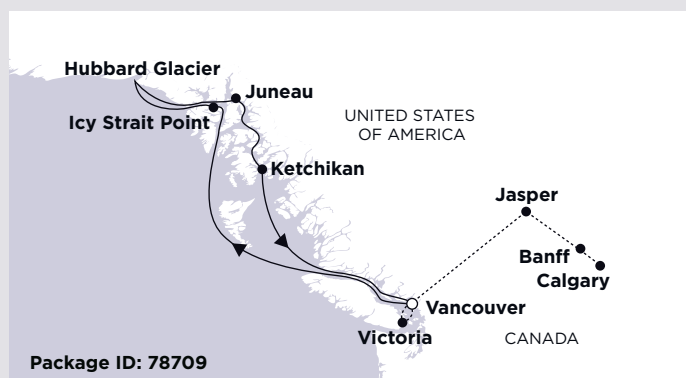 Hubbard Glacier
Juneau
Icy Strait Point
UNITED STATES
OF AMERICA
Ketchikan
Jasper
Banff
Calgary
Vancouver
Victoria
CANADA
Package ID: 78709